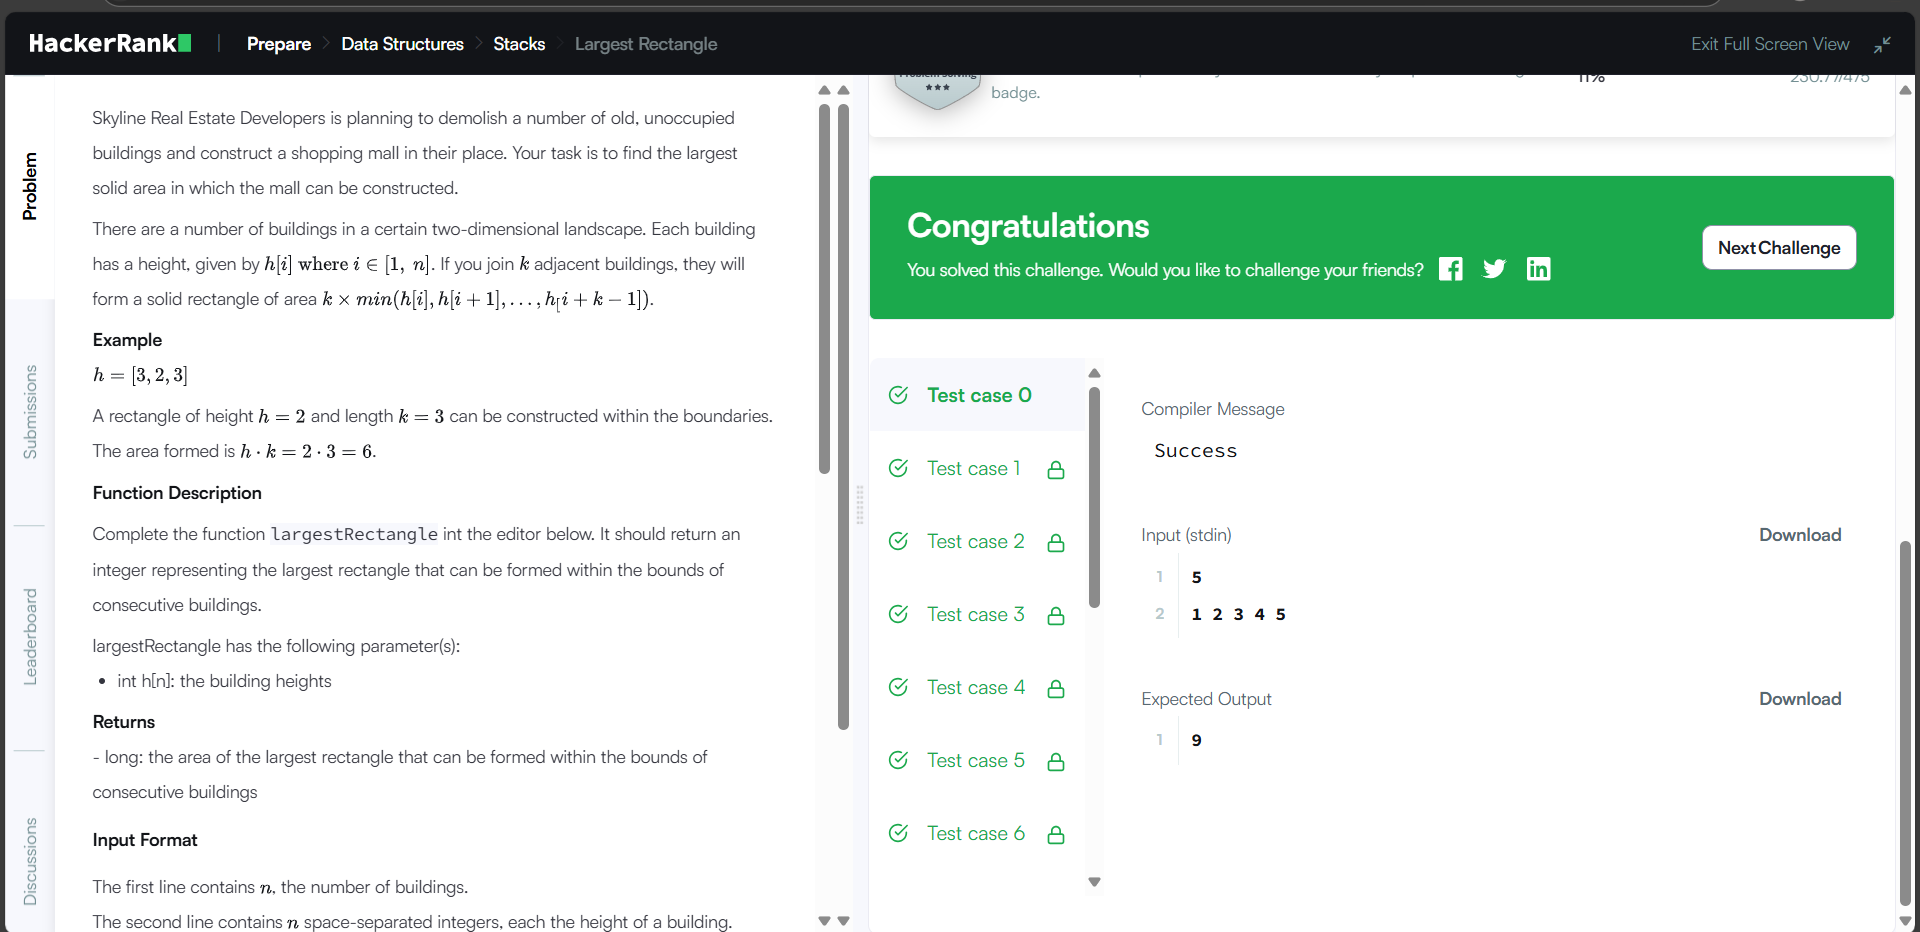 HackerRank | Prepare > Data Structures > Stacks > Largest Rectangle
Exit Full Screen View
Problem
Submissions
Leaderboard
Discussions
Skyline Real Estate Developers is planning to demolish a number of old, unoccupied
buildings and construct a shopping mall in their place. Your task is to find the largest
solid area in which the mall can be constructed.
There are a number of buildings in a certain two-dimensional landscape. Each building
has a height, given by h[i] where i ∈ [1, n]. If you join k adjacent buildings, they will
form a solid rectangle of area k × min(h[i], h[i + 1], . . . , h[i + k − 1]).
Example
h = [3, 2, 3]
A rectangle of height h = 2 and length k = 3 can be constructed within the boundaries.
The area formed is h · k = 2 · 3 = 6.
Function Description
Complete the function largestRectangle int the editor below. It should return an
integer representing the largest rectangle that can be formed within the bounds of
consecutive buildings.
largestRectangle has the following parameter(s):
• int h[n]: the building heights
Returns
- long: the area of the largest rectangle that can be formed within the bounds of
consecutive buildings
Input Format
The first line contains n, the number of buildings.
The second line contains n space-separated integers, each the height of a building.
badge.
11%
230.77/475
Congratulations
You solved this challenge. Would you like to challenge your friends?
Next Challenge
Test case 0
Test case 1
Test case 2
Test case 3
Test case 4
Test case 5
Test case 6
Compiler Message
Success
Input (stdin)
Download
1 5
2 1 2 3 4 5
Expected Output
Download
1 9